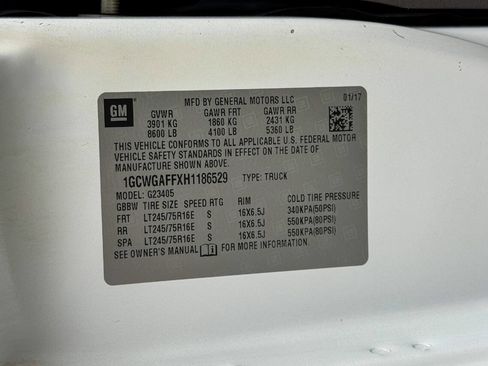 GM
MFD BY GENERAL MOTORS LLC 01/17
GVWR GAWR FRT GAWR RR
3901 KG 1860 KG 2431 KG
8600 LB 4100 LB 5360 LB
THIS VEHICLE CONFORMS TO ALL APPLICABLE U.S. FEDERAL MOTOR
VEHICLE SAFETY STANDARDS IN EFFECT ON THE DATE OF
MANUFACTURE SHOWN ABOVE.
1GCWGAFFXH1186529 TYPE: TRUCK
MODEL: G23405
GBBW TIRE SIZE SPEED RTG RIM COLD TIRE PRESSURE
FRT LT245/75R16E S 16X6.5J 340KPA(50PSI)
RR LT245/75R16E S 16X6.5J 550KPA(80PSI)
SPA LT245/75R16E S 16X6.5J 550KPA(80PSI)
SEE OWNER'S MANUAL FOR MORE INFORMATION.